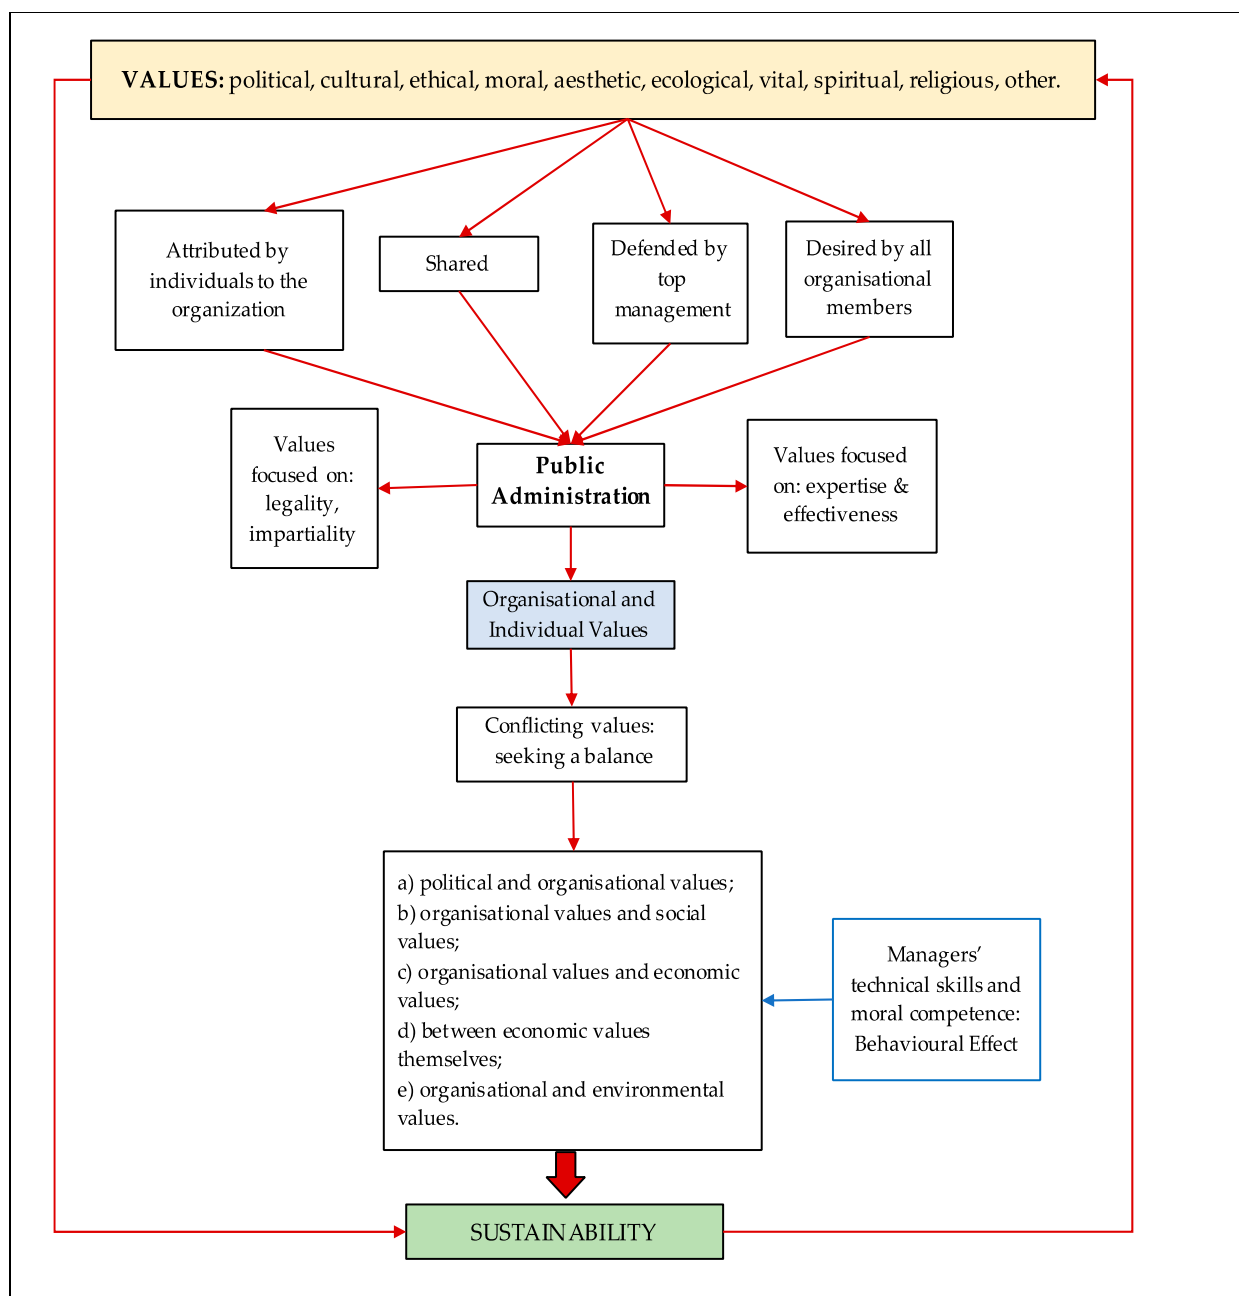 VALUES: political, cultural, ethical, moral, aesthetic, ecological, vital, spiritual, religious, other.
Attributed by
individuals to the
organization
Shared
Defended by
top
management
Desired by all
organisational
members
Values
focused on:
legality,
impartiality
Public
Administration
Values focused
on: expertise &
effectiveness
Organisational and
Individual Values
Conflicting values:
seeking a balance
a) political and organisational values;
b) organisational values and social
values;
c) organisational values and economic
values;
d) between economic values
themselves;
e) organisational and environmental
values.
Managers’
technical skills and
moral competence:
Behavioural Effect
SUSTAINABILITY